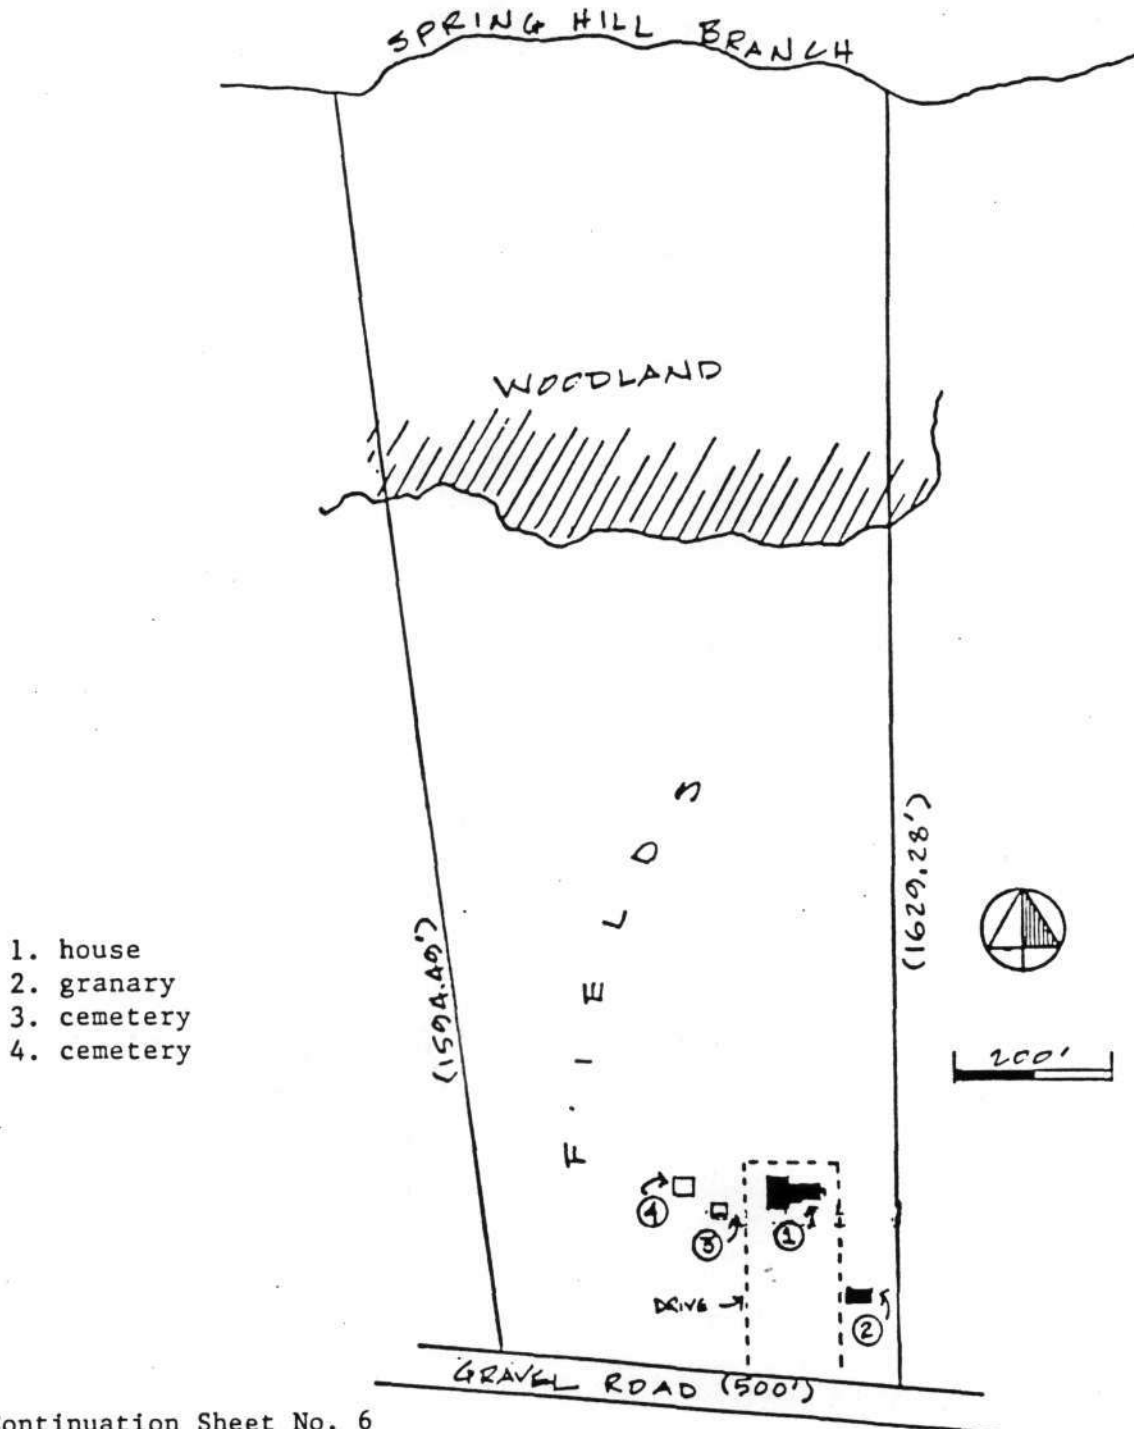 SPRING HILL BRANCH
WOODLAND
FIELDS
(1594.49')
(1629.28')
1. house
2. granary
3. cemetery
4. cemetery
200'
4
3
1
DRIVE
2
GRAVEL ROAD (500')
ontinuation Sheet No. 6